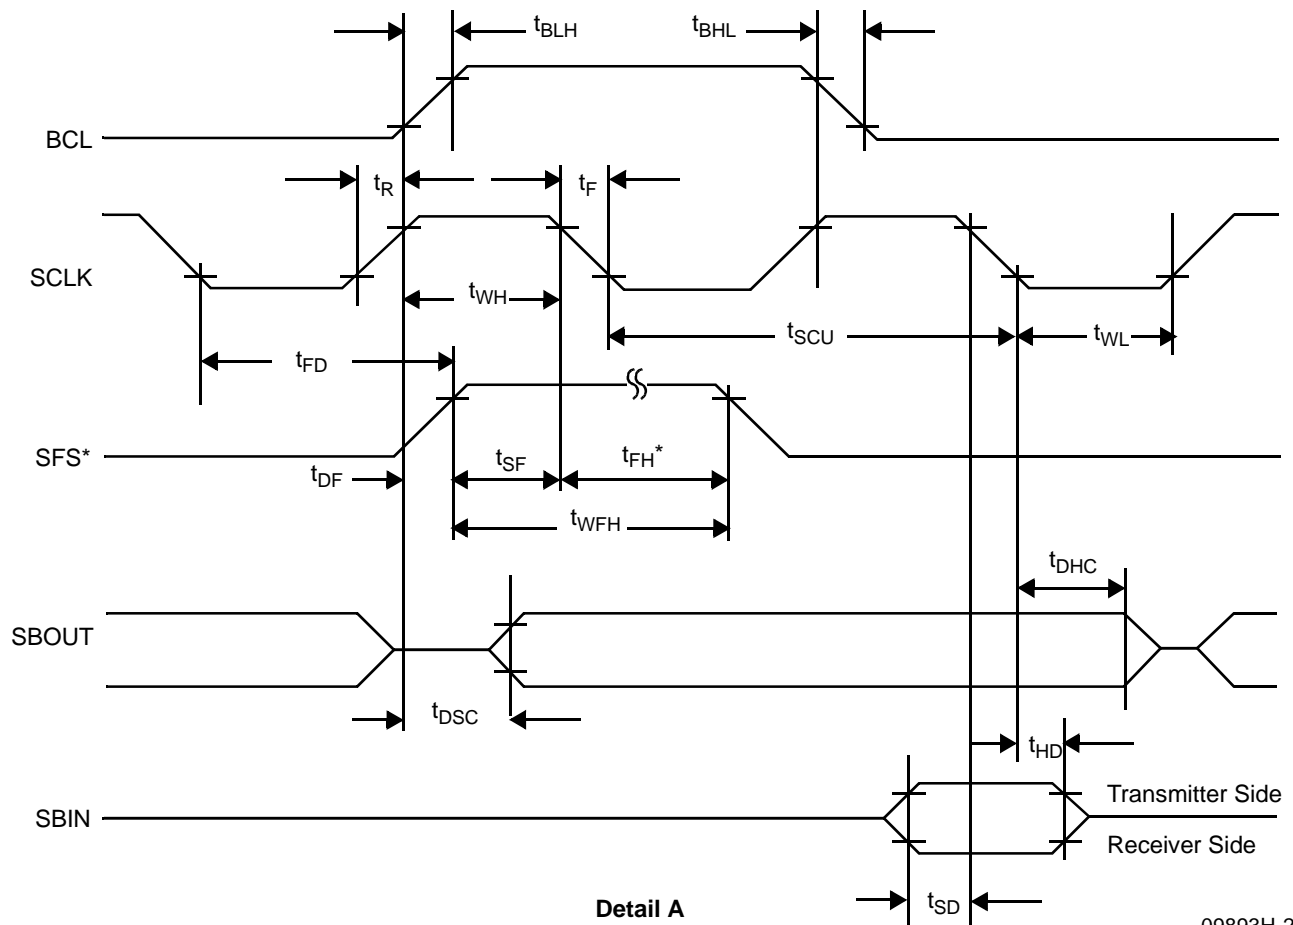 tBLH
tBHL
BCL
tR
tF
SCLK
tWH
tSCU
tWL
tFD
SFS*
tDF
tSF
tFH*
tWFH
tDHC
SBOUT
tDSC
tHD
Transmitter Side
SBIN
Receiver Side
tSD
Detail A